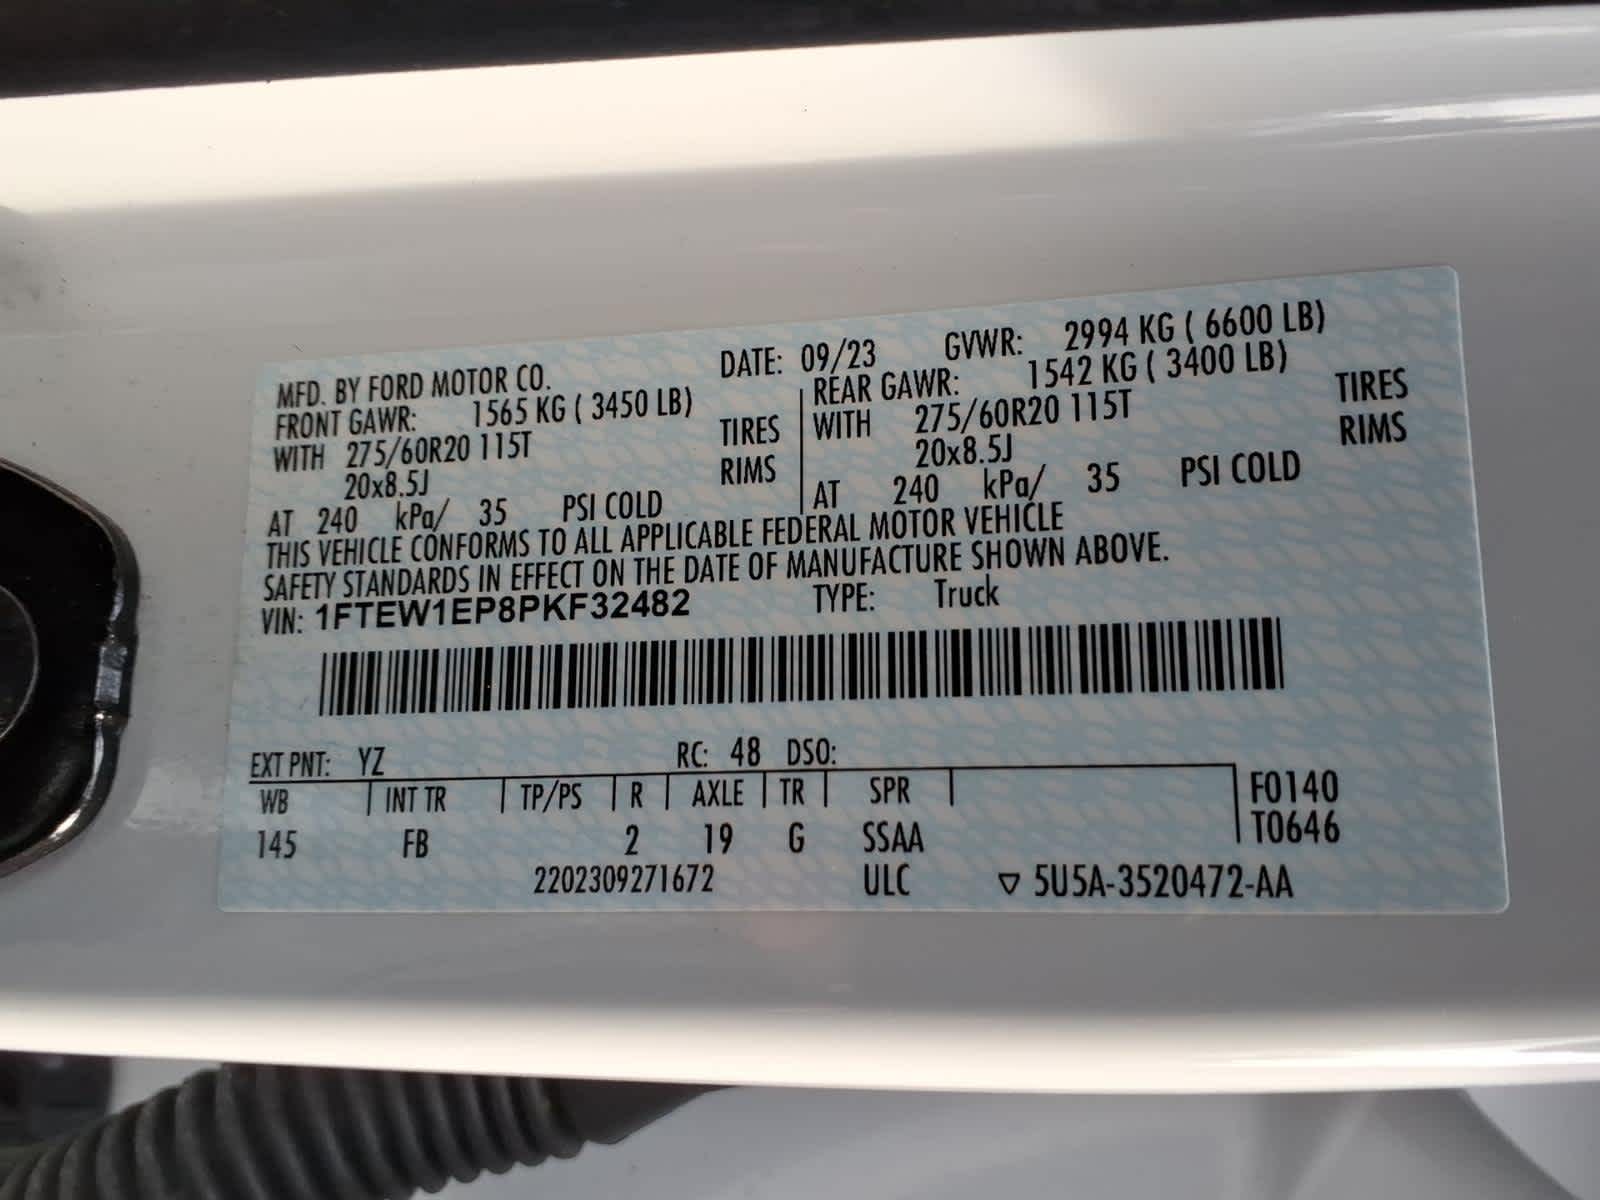 MFD. BY FORD MOTOR CO. DATE: 09/23 GVWR: 2994 KG ( 6600 LB)
FRONT GAWR: 1565 KG ( 3450 LB)
WITH 275/60R20 115T TIRES
20x8.5J RIMS
AT 240 kPa/ 35 PSI COLD
REAR GAWR: 1542 KG ( 3400 LB)
WITH 275/60R20 115T TIRES
20x8.5J RIMS
AT 240 kPa/ 35 PSI COLD
THIS VEHICLE CONFORMS TO ALL APPLICABLE FEDERAL MOTOR VEHICLE
SAFETY STANDARDS IN EFFECT ON THE DATE OF MANUFACTURE SHOWN ABOVE.
VIN: 1FTEW1EP8PKF32482 TYPE: Truck
EXT PNT: YZ RC: 48 DSO:
WB INT TR TP/PS R AXLE TR SPR F0140
145 FB 2 19 G SSAA T0646
2202309271672 ULC ▽ 5U5A-3520472-AA